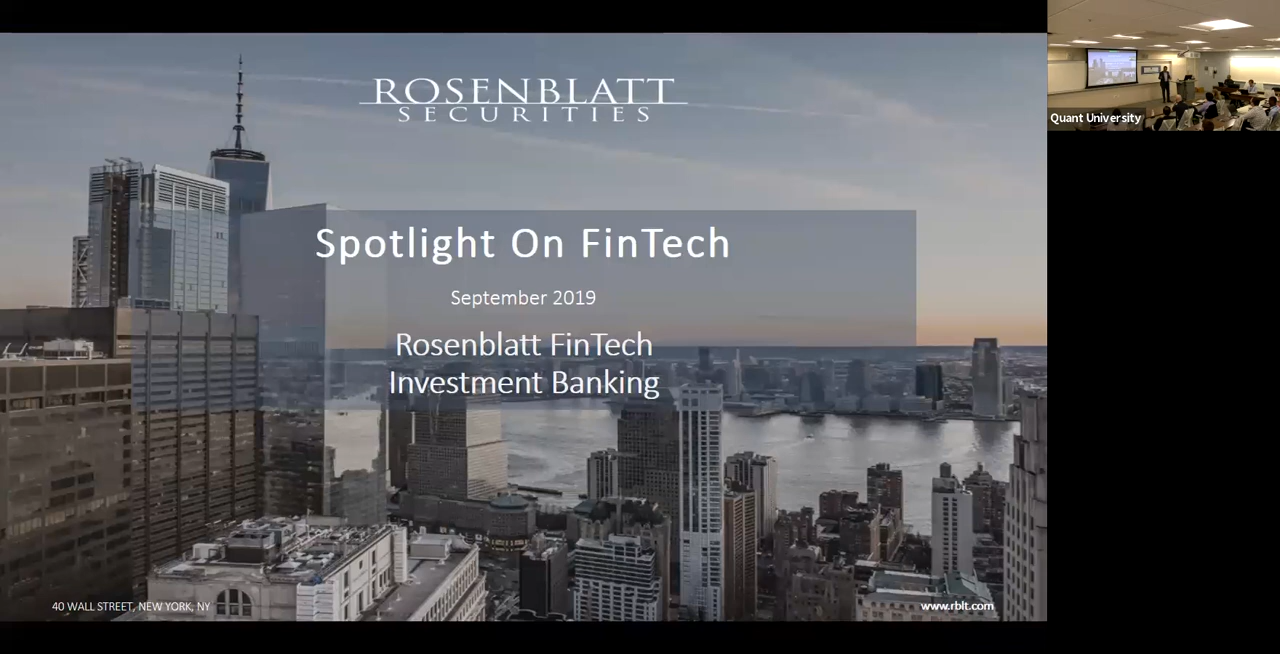 ROSENBLATT
SECURITIES
Spotlight On FinTech
September 2019
Rosenblatt FinTech
Investment Banking
40 WALL STREET, NEW YORK, NY
www.rblt.com
Quant University